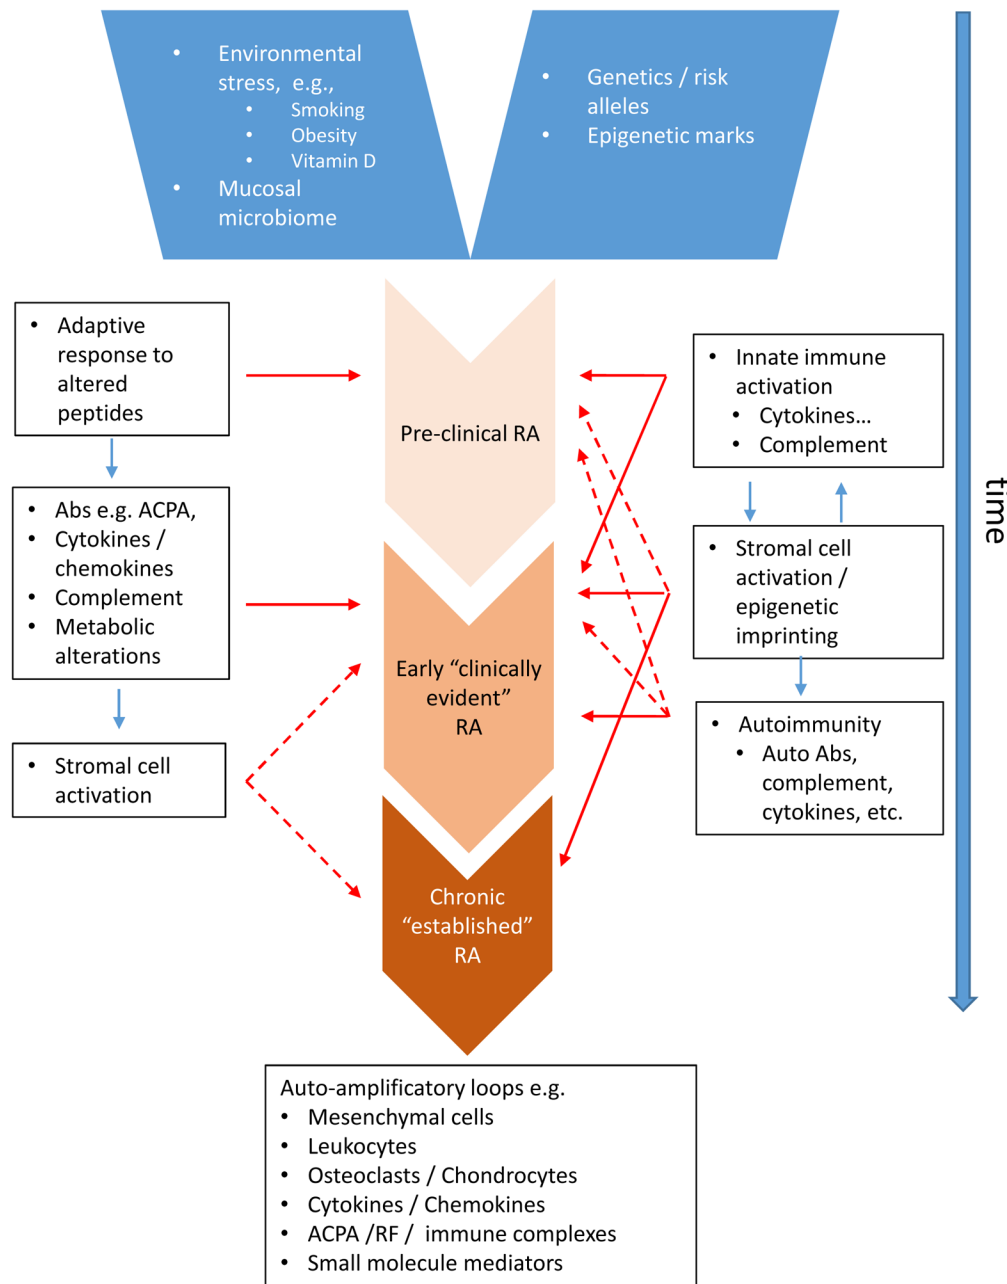 • Environmental
stress,  e.g.,
• Smoking
• Obesity
• Vitamin D
• Mucosal
microbiome
• Genetics / risk
alleles
• Epigenetic marks
• Adaptive
response to
altered
peptides
Pre-clinical RA
• Innate immune
activation
• Cytokines…
• Complement
time
• Abs e.g. ACPA,
• Cytokines /
chemokines
• Complement
• Metabolic
alterations
• Stromal cell
activation /
epigenetic
imprinting
Early “clinically
evident”
RA
• Stromal cell
activation
• Autoimmunity
• Auto Abs,
complement,
cytokines, etc.
Chronic
“established”
RA
Auto-amplificatory loops e.g.
• Mesenchymal cells
• Leukocytes
• Osteoclasts / Chondrocytes
• Cytokines / Chemokines
• ACPA /RF /  immune complexes
• Small molecule mediators